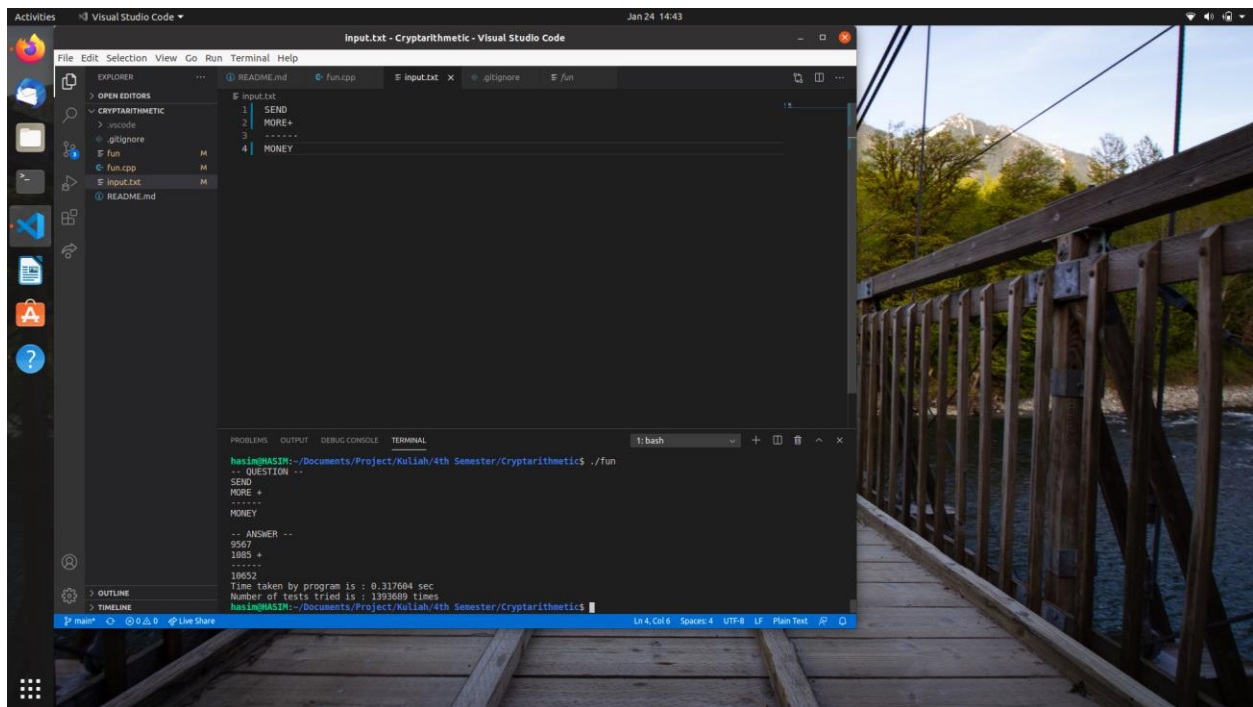 Activities Visual Studio Code Jan 24 14:43
input.txt - Cryptarithmetic - Visual Studio Code
File Edit Selection View Go Run Terminal Help
EXPLORER ... README.md fun.cpp input.txt .gitignore fun
OPEN EDITORS
CRYPTARITHMETIC
.vscode
.gitignore
fun M
fun.cpp M
input.txt M
README.md
input.txt
1 SEND
2 MORE+
3 ------
4 MONEY
PROBLEMS OUTPUT DEBUG CONSOLE TERMINAL 1: bash
hasim@HASIM:~/Documents/Project/Kuliah/4th Semester/Cryptarithmetic$ ./fun
-- QUESTION --
SEND
MORE +
------
MONEY
-- ANSWER --
9567
1085 +
------
10652
Time taken by program is : 0.317604 sec
Number of tests tried is : 1393689 times
hasim@HASIM:~/Documents/Project/Kuliah/4th Semester/Cryptarithmetic$
OUTLINE
TIMELINE
main* 0 0 Live Share Ln 4, Col 6 Spaces: 4 UTF-8 LF Plain Text